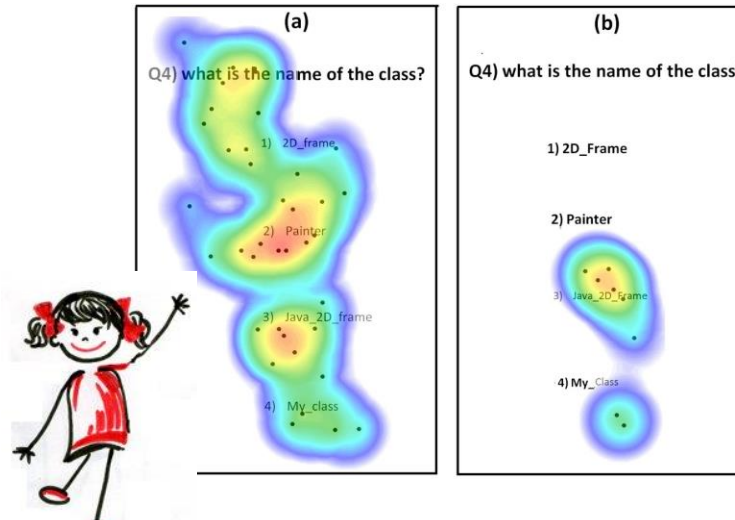 (a)
Q4) what is the name of the class?
1) 2D_frame
2) Painter
3) Java_2D_frame
4) My_class
(b)
Q4) what is the name of the class
1) 2D_Frame
2) Painter
3) Java_2D_Frame
4) My_Class